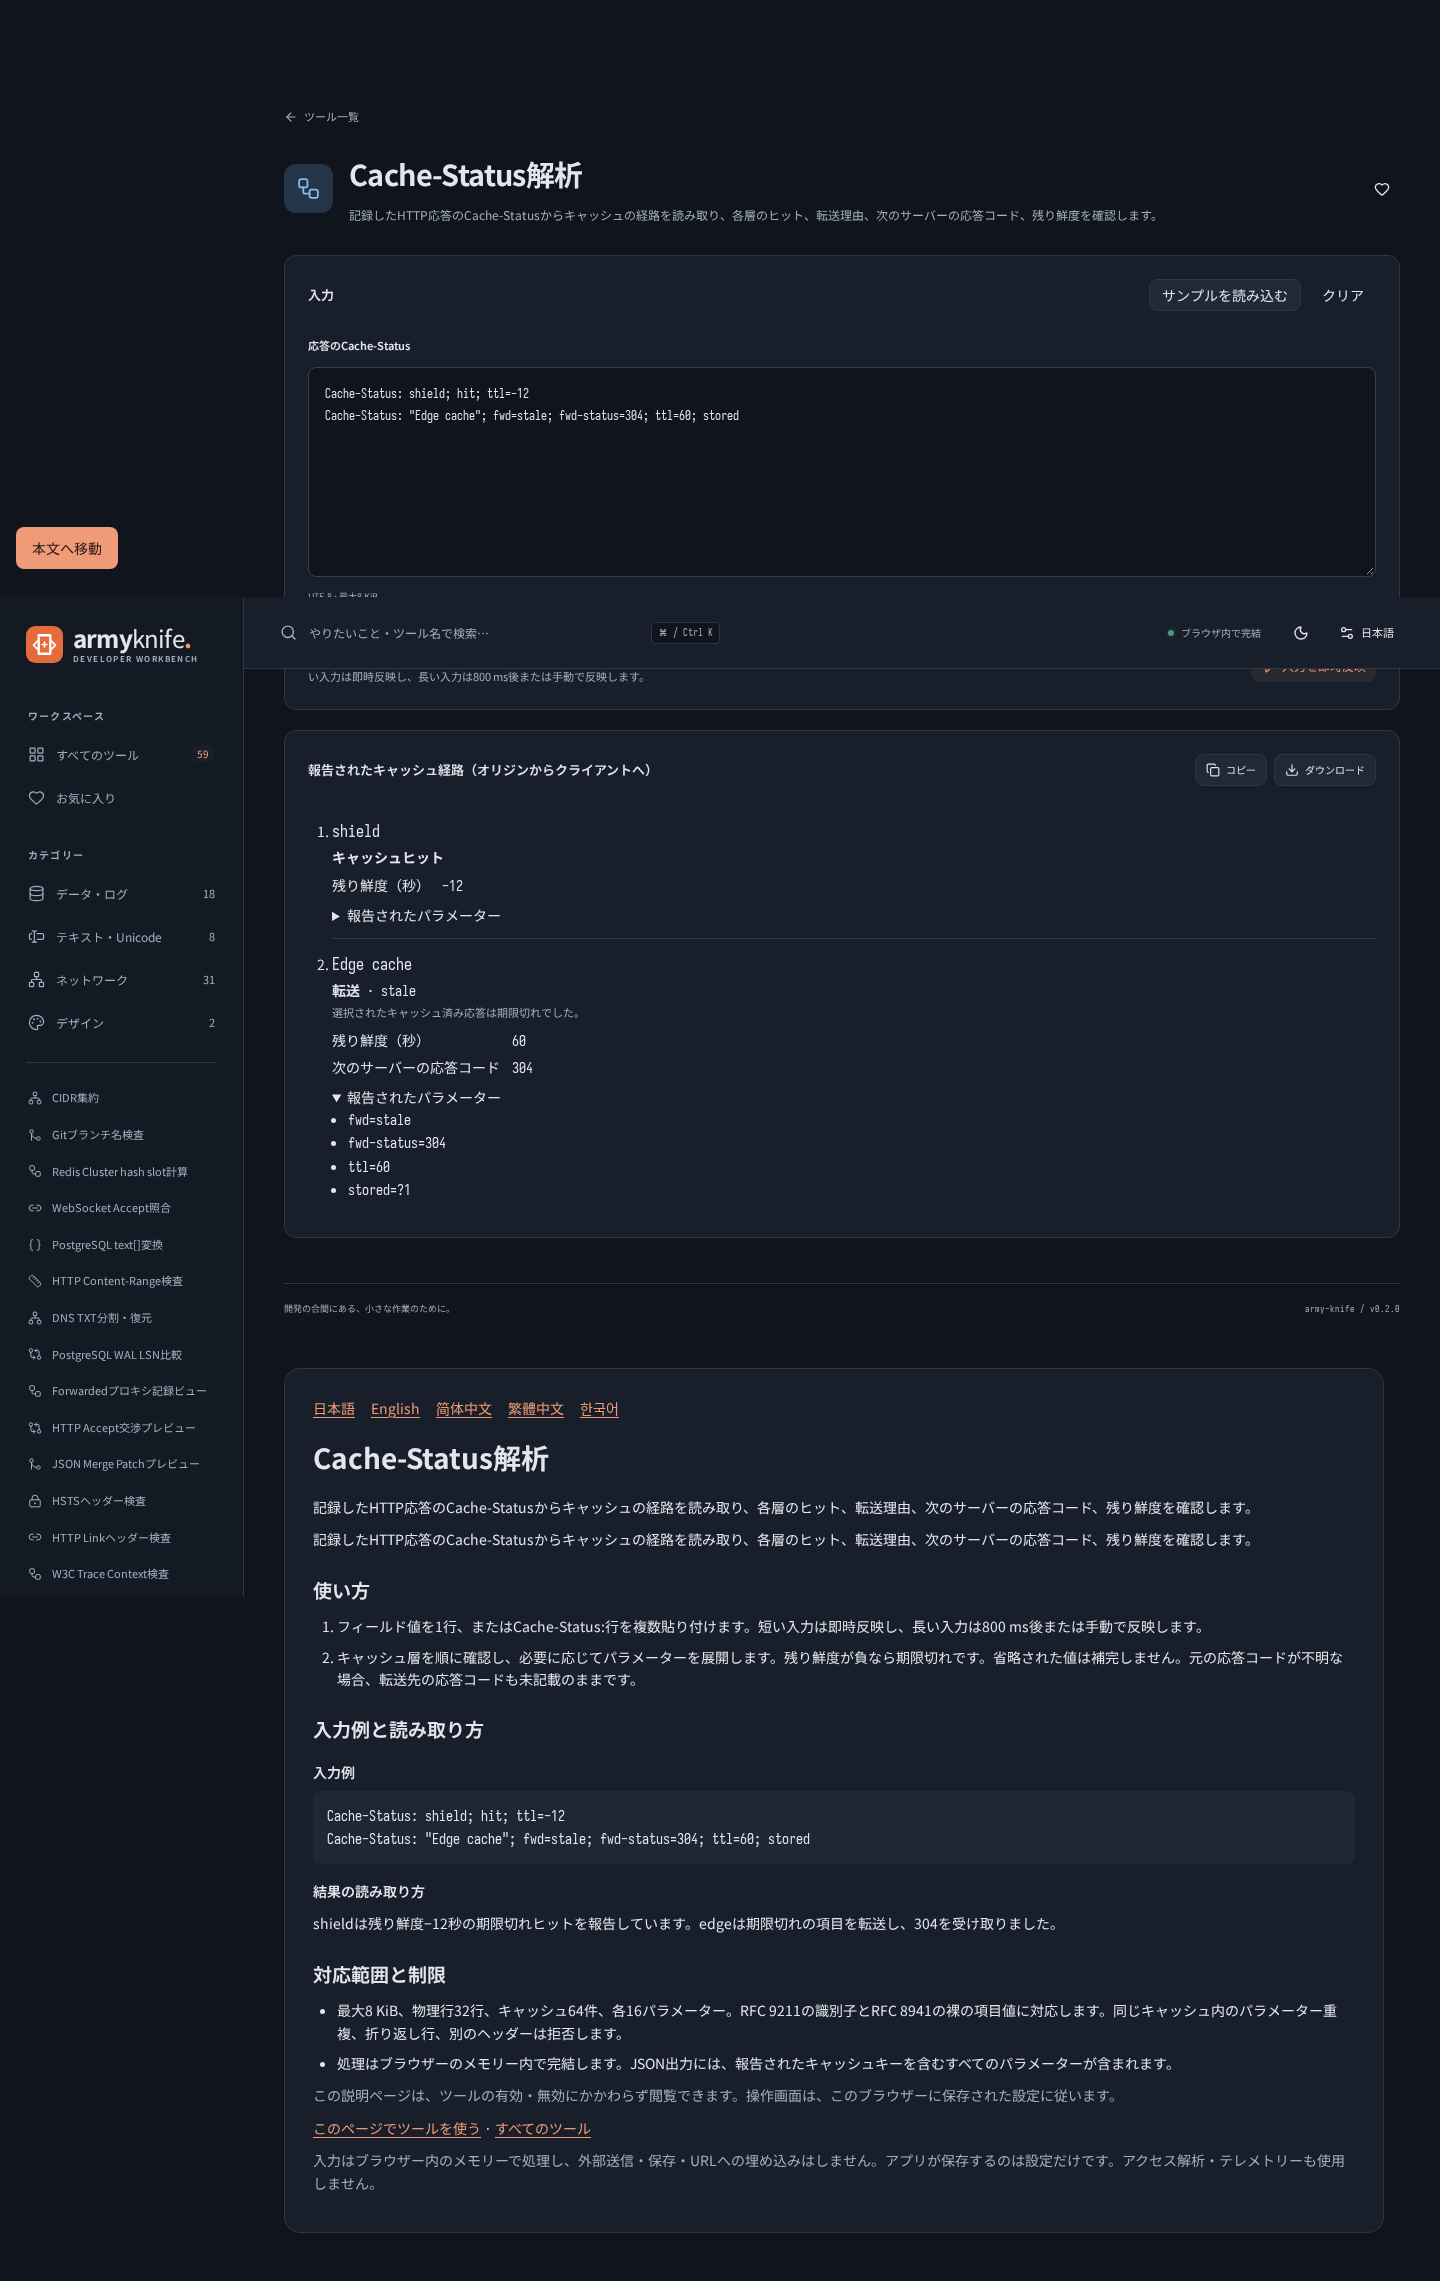 ツール一覧
Cache-Status解析
記録したHTTP応答のCache-Statusからキャッシュの経路を読み取り、各層のヒット、転送理由、次のサーバーの応答コード、残り鮮度を確認します。
入力
サンプルを読み込む
クリア
応答のCache-Status
Cache-Status: shield; hit; ttl=-12
Cache-Status: "Edge cache"; fwd=stale; fwd-status=304; ttl=60; stored
本文へ移動
armyknife.
DEVELOPER WORKBENCH
やりたいこと・ツール名で検索…
⌘ / Ctrl K
ブラウザ内で完結
日本語
い入力は即時反映し、長い入力は800 ms後または手動で反映します。
ワークスペース
すべてのツール 59
お気に入り
カテゴリー
データ・ログ 18
テキスト・Unicode 8
ネットワーク 31
デザイン 2
CIDR集約
Gitブランチ名検査
Redis Cluster hash slot計算
WebSocket Accept照合
PostgreSQL text[]変換
HTTP Content-Range検査
DNS TXT分割・復元
PostgreSQL WAL LSN比較
Forwardedプロキシ記録ビュー
HTTP Accept交渉プレビュー
JSON Merge Patchプレビュー
HSTSヘッダー検査
HTTP Linkヘッダー検査
W3C Trace Context検査
報告されたキャッシュ経路（オリジンからクライアントへ）
コピー
ダウンロード
1. shield
キャッシュヒット
残り鮮度（秒） -12
▶ 報告されたパラメーター
2. Edge cache
転送 · stale
選択されたキャッシュ済み応答は期限切れでした。
残り鮮度（秒） 60
次のサーバーの応答コード 304
▼ 報告されたパラメーター
• fwd=stale
• fwd-status=304
• ttl=60
• stored=?1
開発の合間にある、小さな作業のために。
army-knife / v0.2.0
日本語 English 简体中文 繁體中文 한국어
Cache-Status解析
記録したHTTP応答のCache-Statusからキャッシュの経路を読み取り、各層のヒット、転送理由、次のサーバーの応答コード、残り鮮度を確認します。
記録したHTTP応答のCache-Statusからキャッシュの経路を読み取り、各層のヒット、転送理由、次のサーバーの応答コード、残り鮮度を確認します。
使い方
1. フィールド値を1行、またはCache-Status:行を複数貼り付けます。短い入力は即時反映し、長い入力は800 ms後または手動で反映します。
2. キャッシュ層を順に確認し、必要に応じてパラメーターを展開します。残り鮮度が負なら期限切れです。省略された値は補完しません。元の応答コードが不明な
場合、転送先の応答コードも未記載のままです。
入力例と読み取り方
入力例
Cache-Status: shield; hit; ttl=-12
Cache-Status: "Edge cache"; fwd=stale; fwd-status=304; ttl=60; stored
結果の読み取り方
shieldは残り鮮度−12秒の期限切れヒットを報告しています。edgeは期限切れの項目を転送し、304を受け取りました。
対応範囲と制限
• 最大8 KiB、物理行32行、キャッシュ64件、各16パラメーター。RFC 9211の識別子とRFC 8941の裸の項目値に対応します。同じキャッシュ内のパラメーター重
複、折り返し行、別のヘッダーは拒否します。
• 処理はブラウザーのメモリー内で完結します。JSON出力には、報告されたキャッシュキーを含むすべてのパラメーターが含まれます。
この説明ページは、ツールの有効・無効にかかわらず閲覧できます。操作画面は、このブラウザーに保存された設定に従います。
このページでツールを使う · すべてのツール
入力はブラウザー内のメモリーで処理し、外部送信・保存・URLへの埋め込みはしません。アプリが保存するのは設定だけです。アクセス解析・テレメトリーも使用
しません。